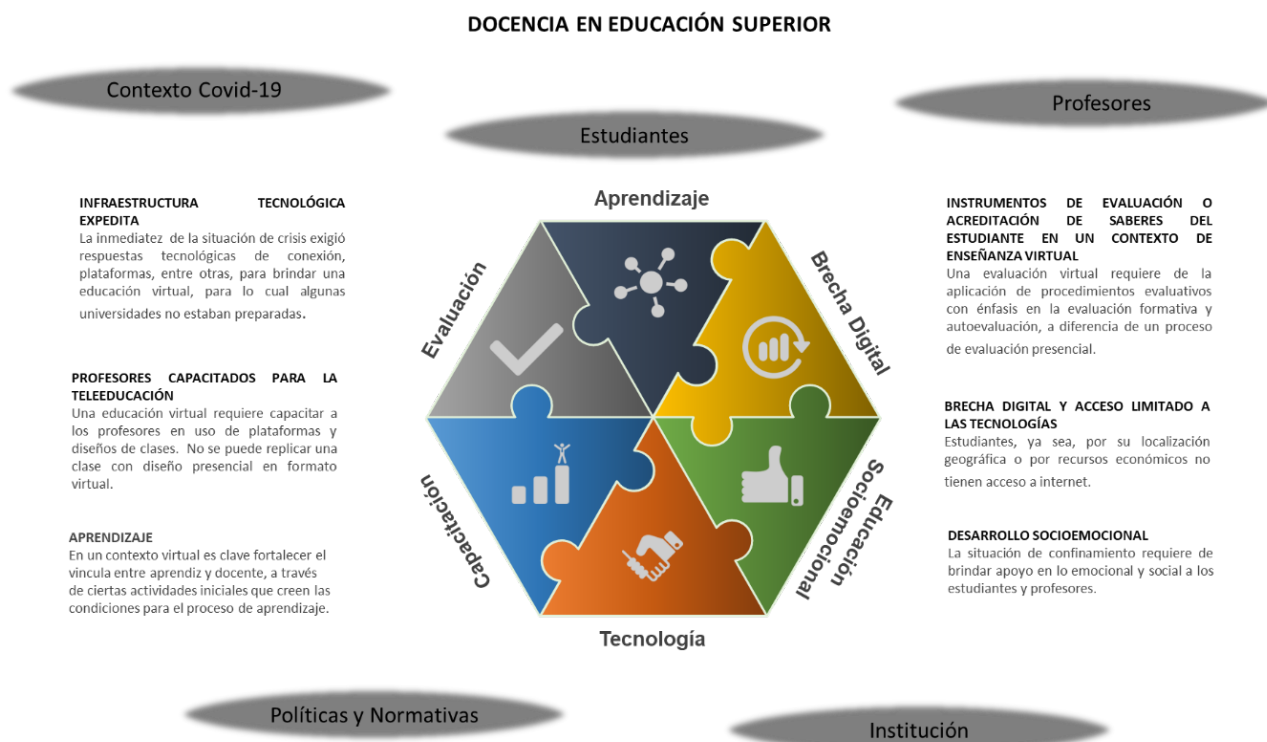 DOCENCIA EN EDUCACIÓN SUPERIOR
Contexto Covid-19
Estudiantes
Profesores
INFRAESTRUCTURA TECNOLÓGICA
EXPEDITA
La inmediatez de la situación de crisis exigió
respuestas tecnológicas de conexión,
plataformas, entre otras, para brindar una
educación virtual, para lo cual algunas
universidades no estaban preparadas.
PROFESORES CAPACITADOS PARA LA
TELEEDUCACIÓN
Una educación virtual requiere capacitar a
los profesores en uso de plataformas y
diseños de clases. No se puede replicar una
clase con diseño presencial en formato
virtual.
APRENDIZAJE
En un contexto virtual es clave fortalecer el
vincula entre aprendiz y docente, a través
de ciertas actividades iniciales que creen las
condiciones para el proceso de aprendizaje.
Aprendizaje
Evaluación
Brecha Digital
Capacitación
Educación
Socioemocional
Tecnología
INSTRUMENTOS DE EVALUACIÓN O
ACREDITACIÓN DE SABERES DEL
ESTUDIANTE EN UN CONTEXTO DE
ENSEÑANZA VIRTUAL
Una evaluación virtual requiere de la
aplicación de procedimientos evaluativos
con énfasis en la evaluación formativa y
autoevaluación, a diferencia de un proceso
de evaluación presencial.
BRECHA DIGITAL Y ACCESO LIMITADO A
LAS TECNOLOGÍAS
Estudiantes, ya sea, por su localización
geográfica o por recursos económicos no
tienen acceso a internet.
DESARROLLO SOCIOEMOCIONAL
La situación de confinamiento requiere de
brindar apoyo en lo emocional y social a los
estudiantes y profesores.
Políticas y Normativas
Institución